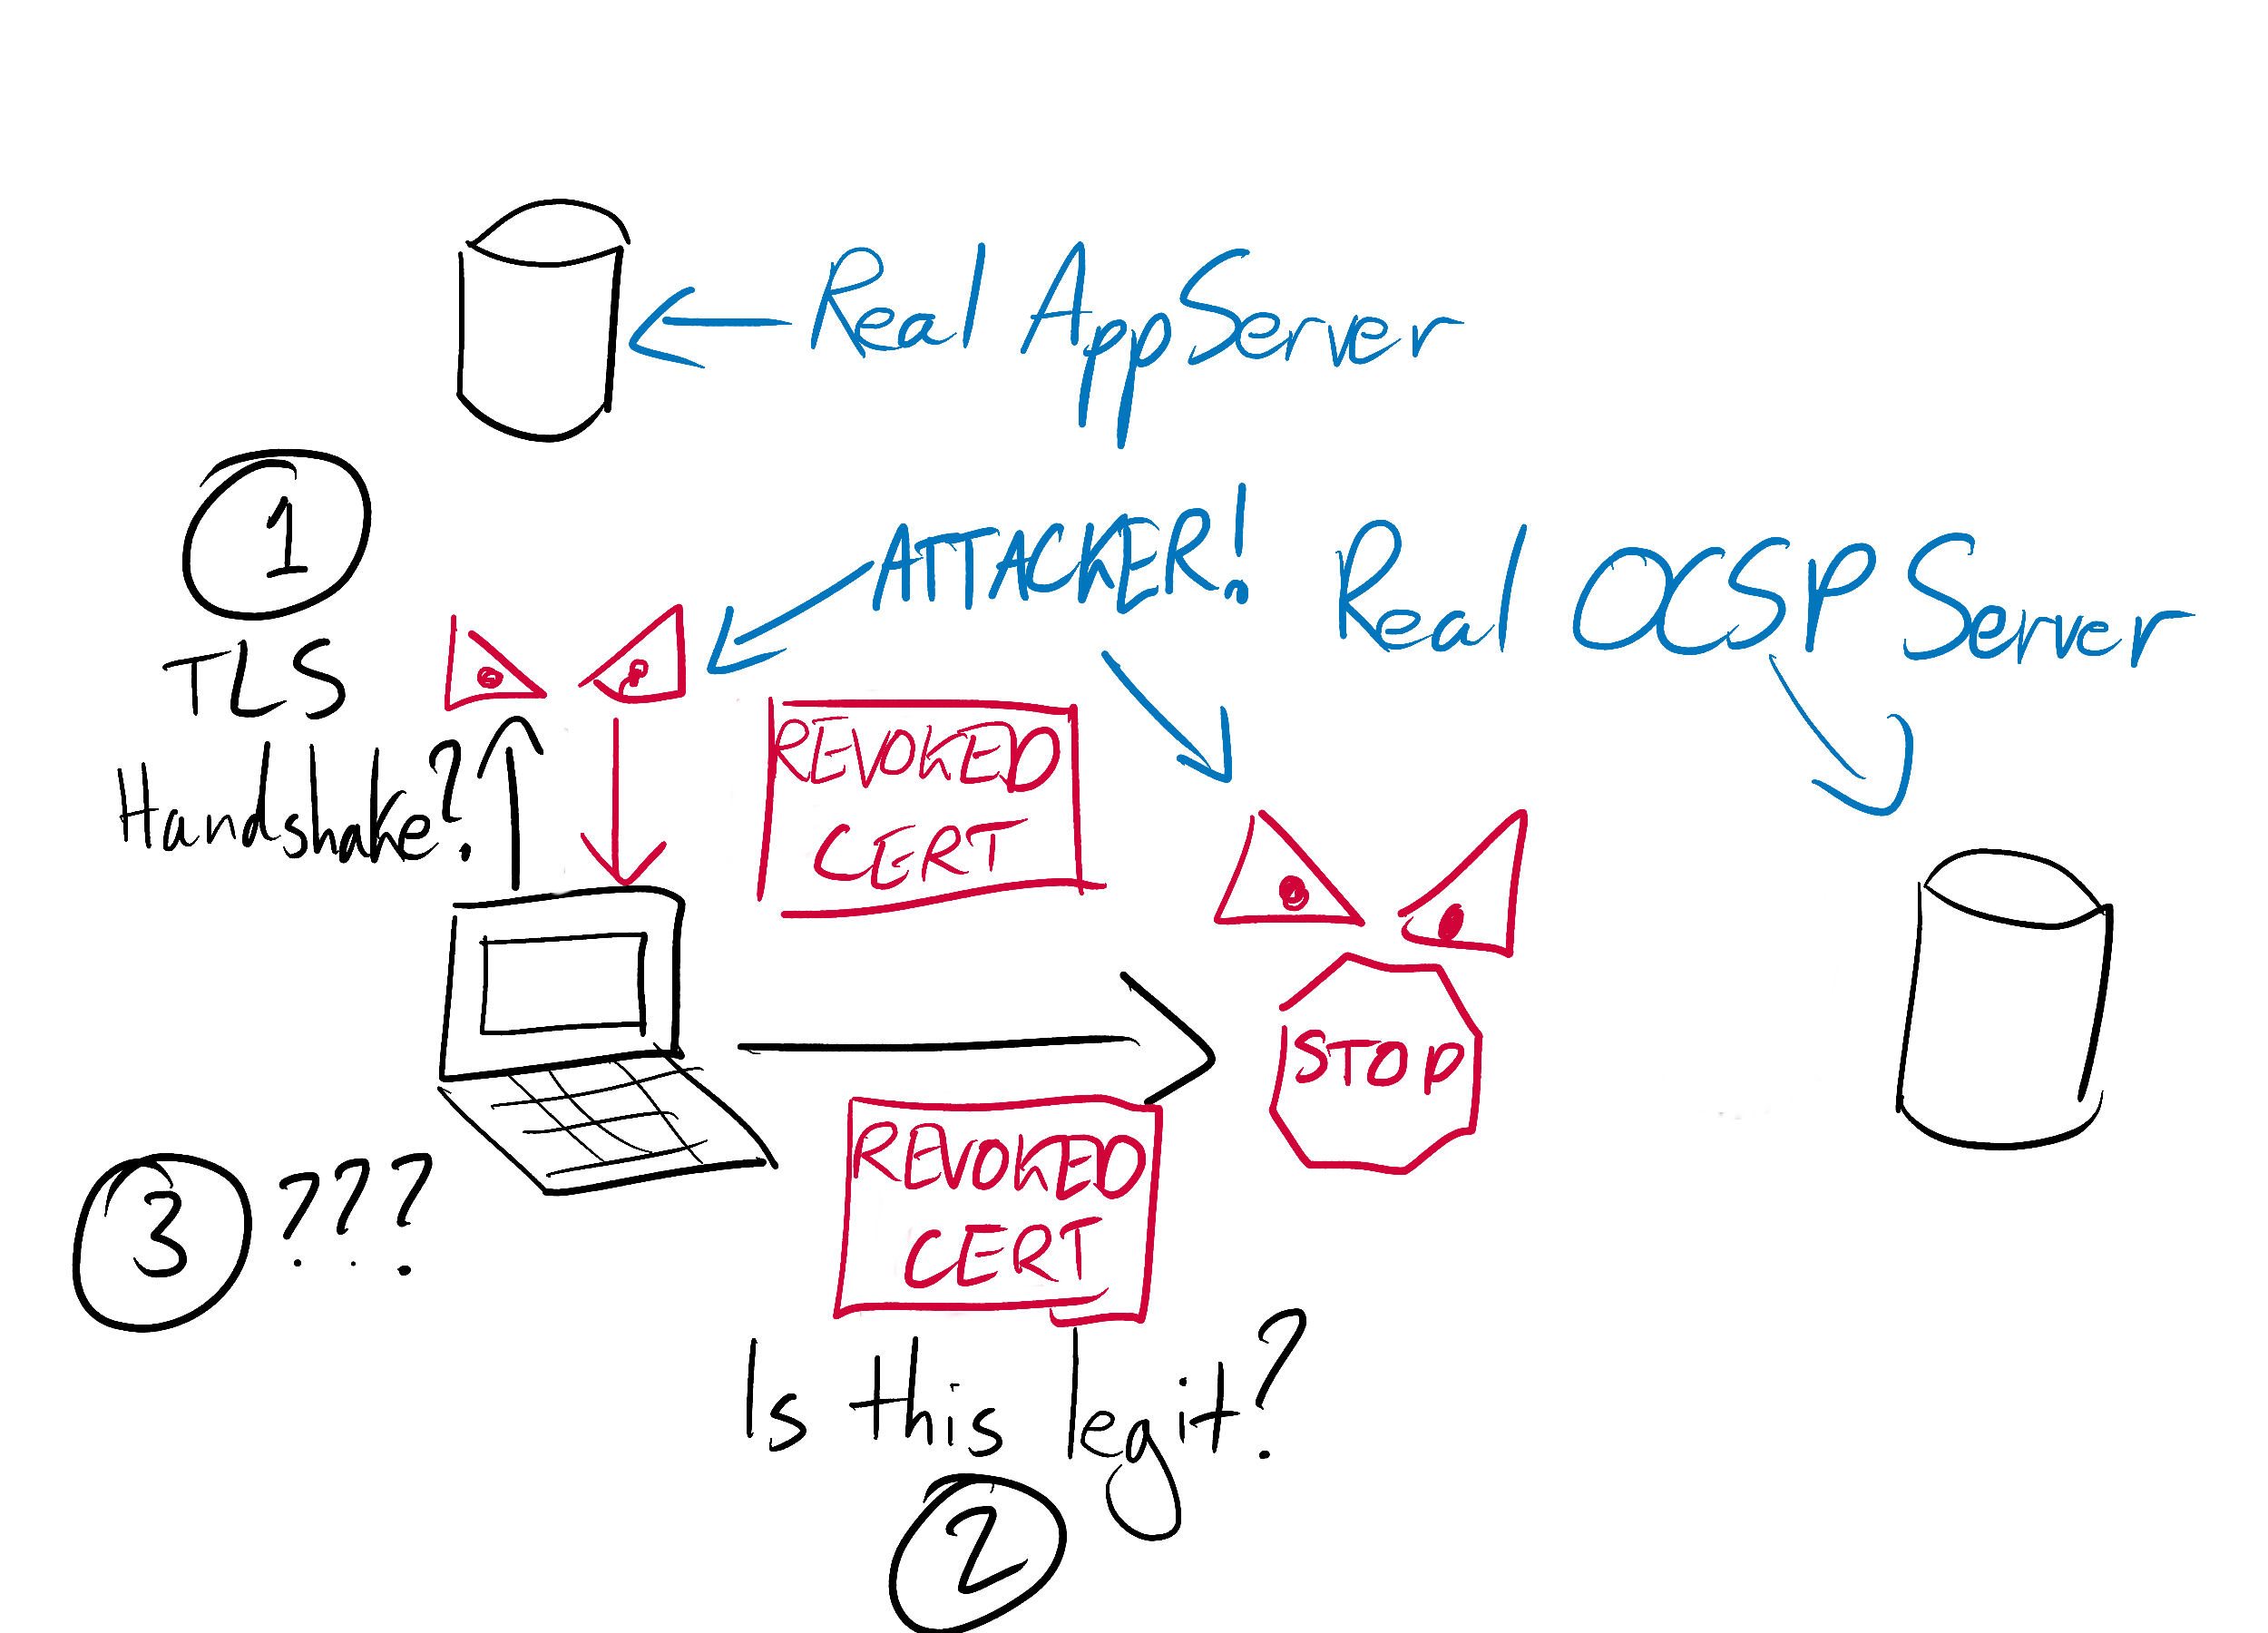 Real AppServer
1
TLS
Handshake?
ATTACKER!
Real OCSP Server
REVOKED
CERT
STOP
REVOKED
CERT
Is this legit?
2
3
???